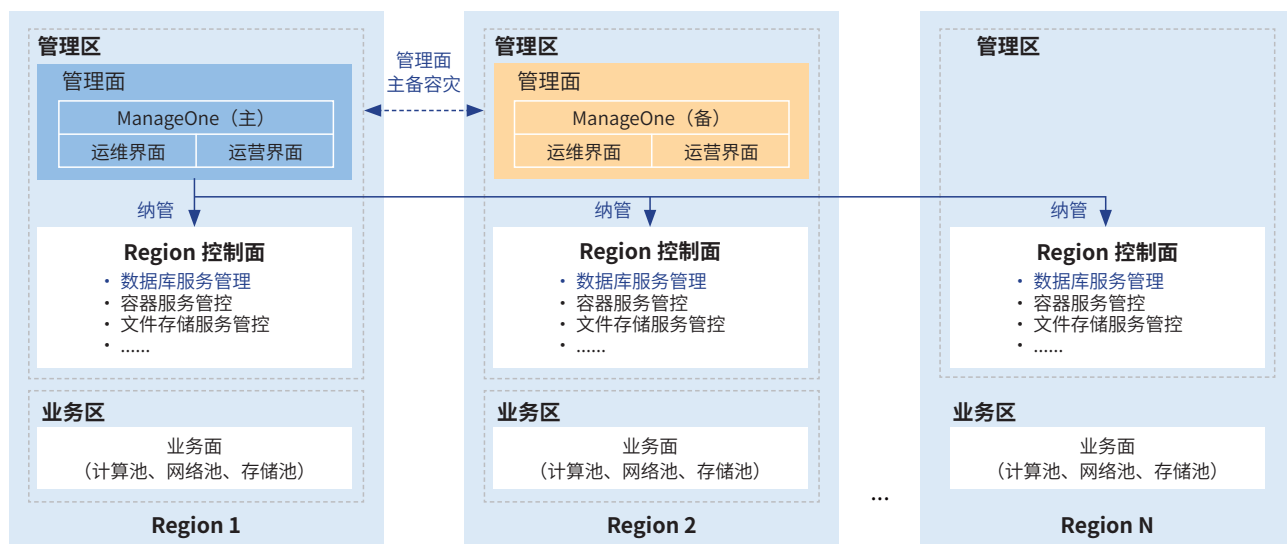 管理区
管理面
ManageOne（主）
运维界面
运营界面
纳管
Region 控制面
・ 数据库服务管理
・ 容器服务管控
・ 文件存储服务管控
・ ......
业务区
业务面
（计算池、网络池、存储池）
Region 1
管理面
主备容灾
管理区
管理面
ManageOne（备）
运维界面
运营界面
纳管
Region 控制面
・ 数据库服务管理
・ 容器服务管控
・ 文件存储服务管控
・ ......
业务区
业务面
（计算池、网络池、存储池）
Region 2
...
管理区
纳管
Region 控制面
・ 数据库服务管理
・ 容器服务管控
・ 文件存储服务管控
・ ......
业务区
业务面
（计算池、网络池、存储池）
Region N